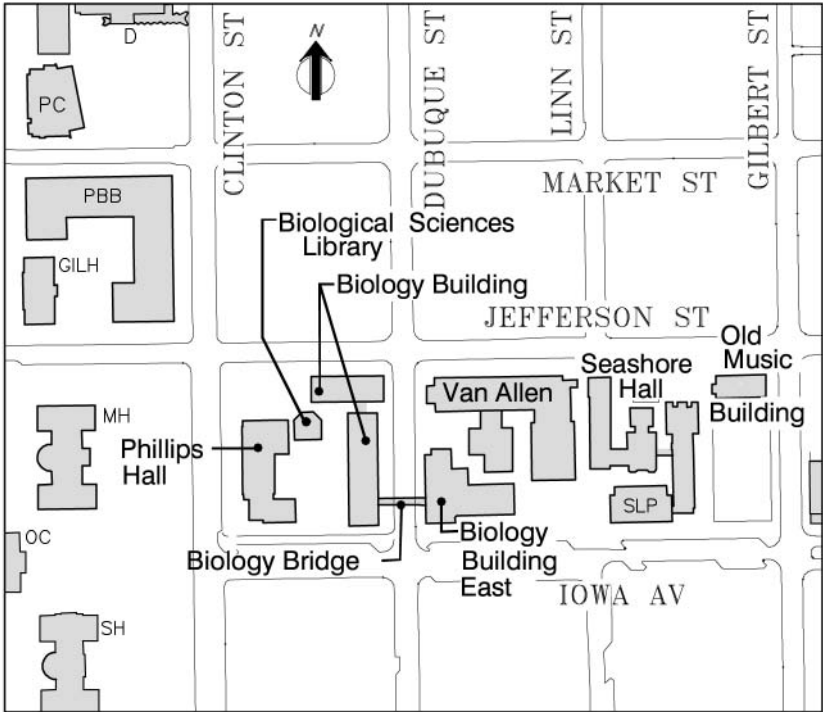 D
N
PC
CLINTON ST
DUBUQUE ST
LINN ST
GILBERT ST
MARKET ST
PBB
GILH
Biological Sciences
Library
Biology Building
JEFFERSON ST
Old
Music
Building
Seashore
Hall
Van Allen
MH
Phillips
Hall
SLP
OC
Biology Bridge
Biology
Building
East
IOWA AV
SH